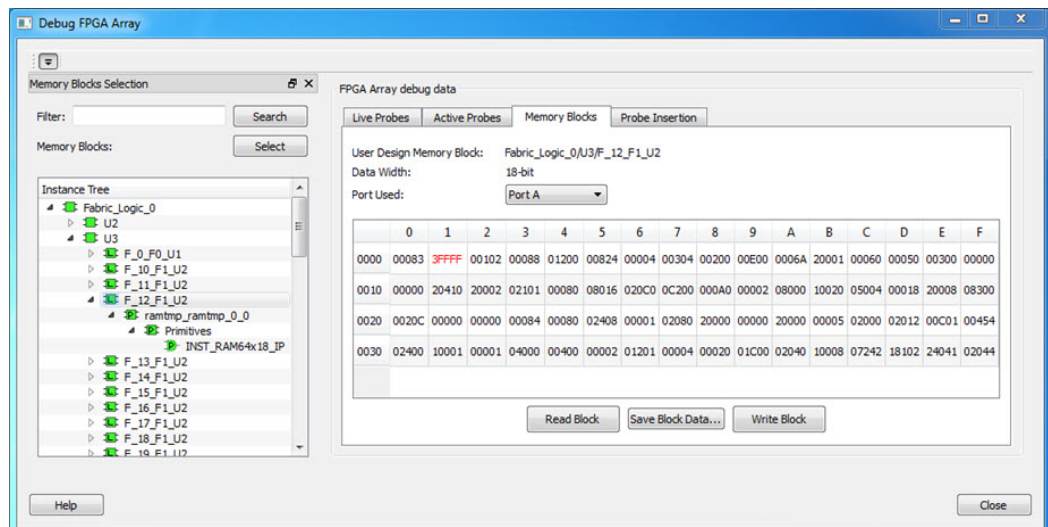 Debug FPGA Array
Memory Blocks Selection
Filter:
Search
Memory Blocks:
Select
Instance Tree
Fabric_Logic_0
U2
U3
F_0_F0_U1
F_10_F1_U2
F_11_F1_U2
F_12_F1_U2
ramtmp_ramtmp_0_0
Primitives
INST_RAM64x18_IP
F_13_F1_U2
F_14_F1_U2
F_15_F1_U2
F_16_F1_U2
F_17_F1_U2
F_18_F1_U2
F_19_F1_U2
FPGA Array debug data
Live Probes Active Probes Memory Blocks Probe Insertion
User Design Memory Block: Fabric_Logic_0/U3/F_12_F1_U2
Data Width: 18-bit
Port Used: Port A
0 1 2 3 4 5 6 7 8 9 A B C D E F
0000 00083 3FFFF 00102 00088 01200 00824 00004 00304 00200 00E00 0006A 20001 00060 00050 00300 00000
0010 00000 20410 20002 02101 00080 08016 020C0 0C200 000A0 00002 08000 10020 05004 00018 20008 08300
0020 0020C 00000 00000 00084 00080 02408 00001 02080 20000 00000 20000 00005 02000 02012 00C01 00454
0030 02400 10001 00001 04000 00400 00002 01201 00004 00020 01C00 02040 10008 07242 18102 24041 02044
Read Block Save Block Data... Write Block
Help
Close